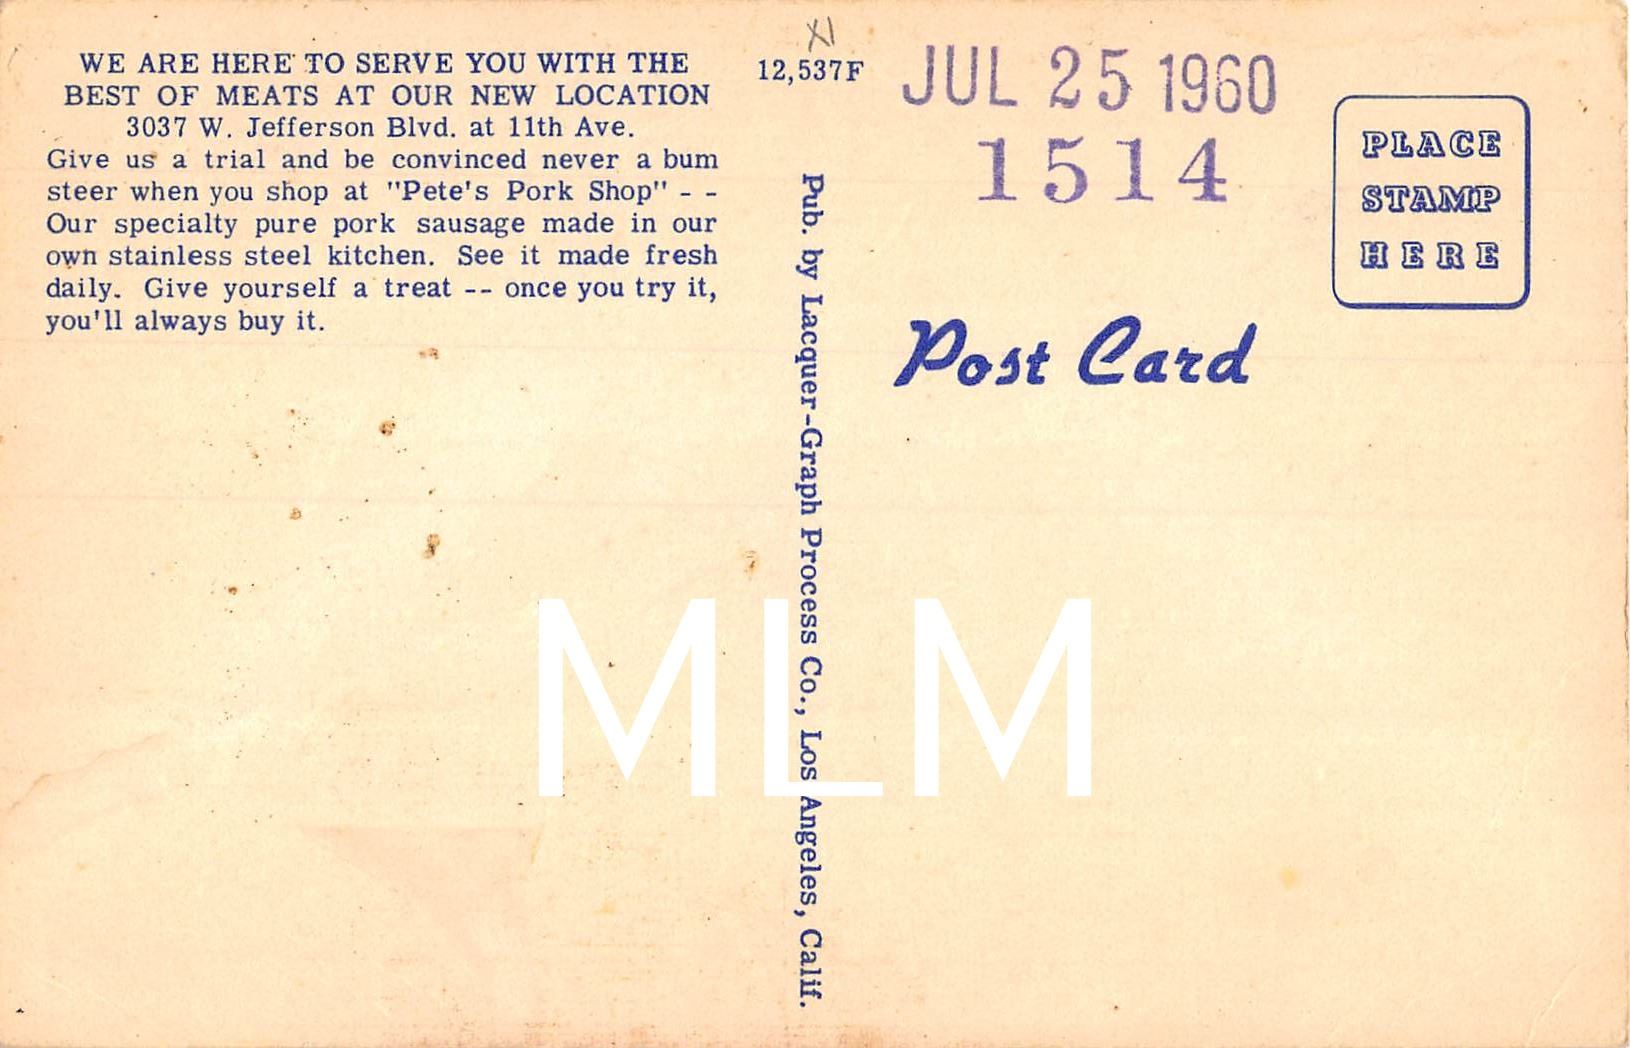 WE ARE HERE TO SERVE YOU WITH THE
BEST OF MEATS AT OUR NEW LOCATION
3037 W. Jefferson Blvd. at 11th Ave.
Give us a trial and be convinced never a bum
steer when you shop at "Pete's Pork Shop" - -
Our specialty pure pork sausage made in our
own stainless steel kitchen. See it made fresh
daily. Give yourself a treat -- once you try it,
you'll always buy it.
XI
12,537F
Pub. by Lacquer-Graph Process Co., Los Angeles, Calif.
JUL 25 1960
1514
PLACE
STAMP
HERE
Post Card
MLM